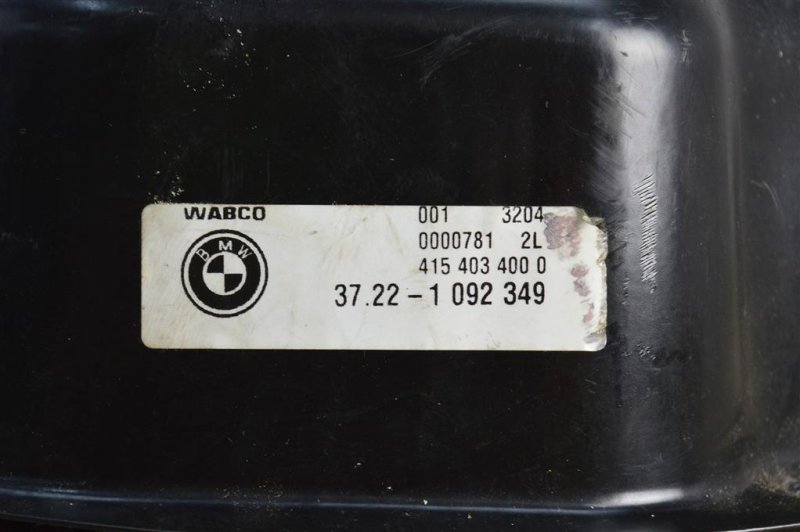 WABCO 001 3204
0000781 2L
BMW 415 403 400 0
37.22-1 092 349